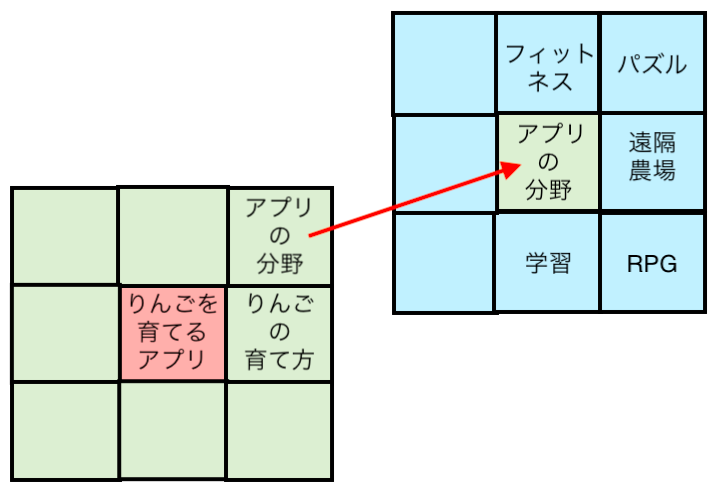 フィット
ネス
パズル
アプリ
の
分野
遠隔
農場
学習
RPG
アプリ
の
分野
りんごを
育てる
アプリ
りんご
の
育て方